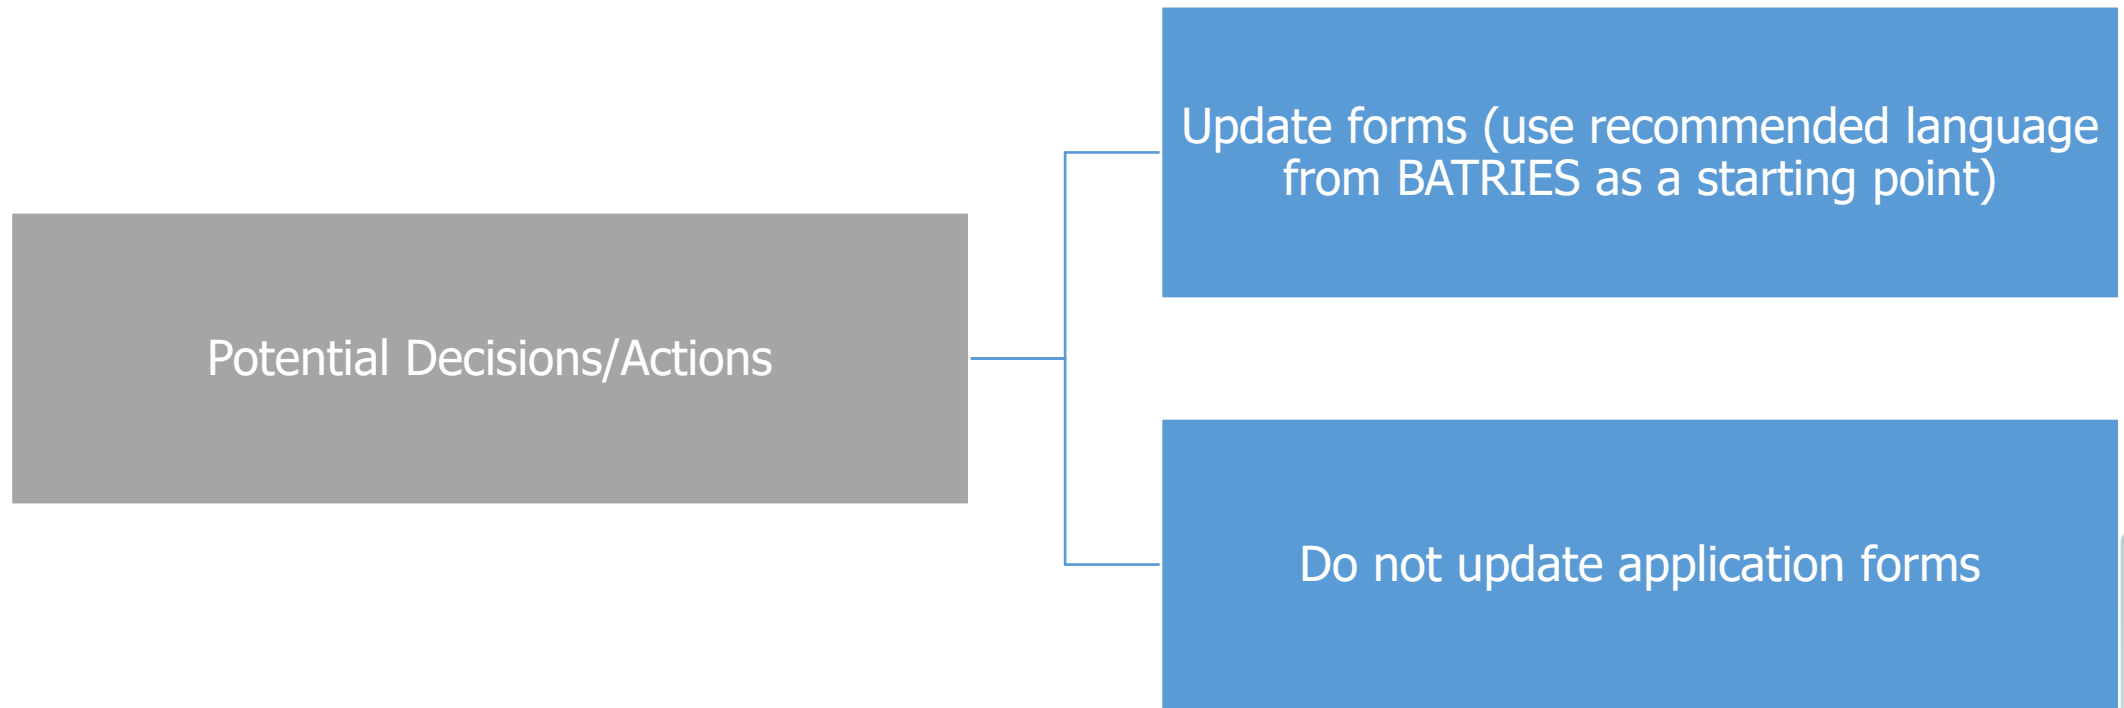 Update forms (use recommended language
from BATRIES as a starting point)
Potential Decisions/Actions
Do not update application forms